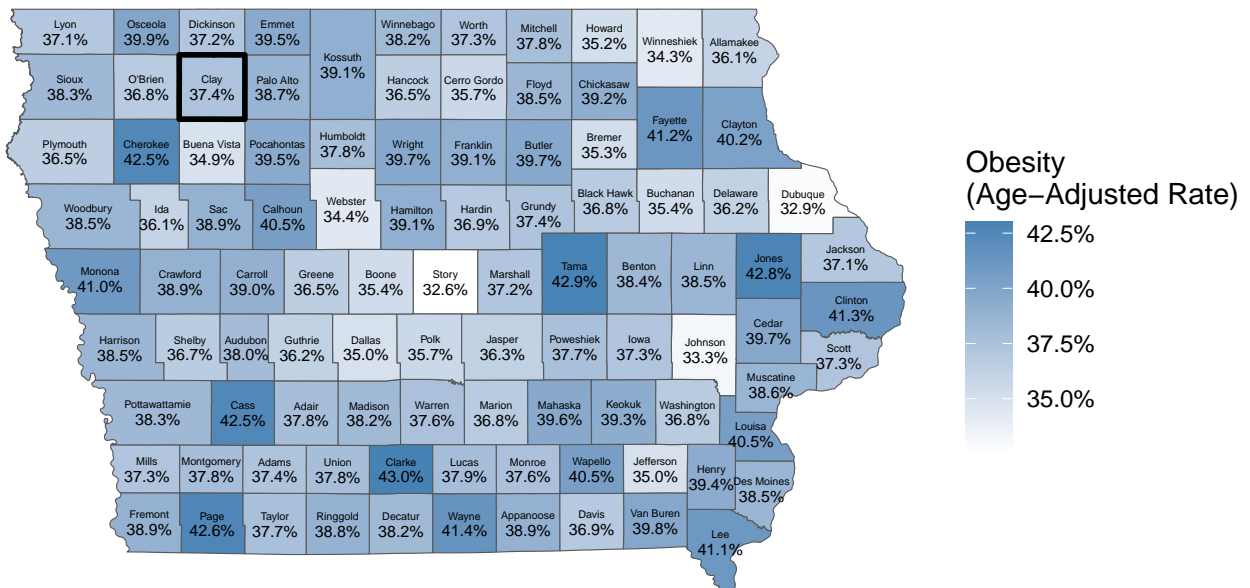 Lyon
37.1%
Osceola
39.9%
Dickinson
37.2%
Emmet
39.5%
Winnebago
38.2%
Worth
37.3%
Mitchell
37.8%
Howard
35.2%
Winneshiek
34.3%
Allamakee
36.1%
Kossuth
39.1%
Sioux
38.3%
O'Brien
36.8%
Clay
37.4%
Palo Alto
38.7%
Hancock
36.5%
Cerro Gordo
35.7%
Floyd
38.5%
Chickasaw
39.2%
Fayette
41.2%
Clayton
40.2%
Plymouth
36.5%
Cherokee
42.5%
Buena Vista
34.9%
Pocahontas
39.5%
Humboldt
37.8%
Wright
39.7%
Franklin
39.1%
Butler
39.7%
Bremer
35.3%
Woodbury
38.5%
Ida
36.1%
Sac
38.9%
Calhoun
40.5%
Webster
34.4%
Hamilton
39.1%
Hardin
36.9%
Grundy
37.4%
Black Hawk
36.8%
Buchanan
35.4%
Delaware
36.2%
Dubuque
32.9%
Monona
41.0%
Crawford
38.9%
Carroll
39.0%
Greene
36.5%
Boone
35.4%
Story
32.6%
Marshall
37.2%
Tama
42.9%
Benton
38.4%
Linn
38.5%
Jones
42.8%
Jackson
37.1%
Clinton
41.3%
Harrison
38.5%
Shelby
36.7%
Audubon
38.0%
Guthrie
36.2%
Dallas
35.0%
Polk
35.7%
Jasper
36.3%
Poweshiek
37.7%
Iowa
37.3%
Johnson
33.3%
Cedar
39.7%
Scott
37.3%
Muscatine
38.6%
Pottawattamie
38.3%
Cass
42.5%
Adair
37.8%
Madison
38.2%
Warren
37.6%
Marion
36.8%
Mahaska
39.6%
Keokuk
39.3%
Washington
36.8%
Louisa
40.5%
Mills
37.3%
Montgomery
37.8%
Adams
37.4%
Union
37.8%
Clarke
43.0%
Lucas
37.9%
Monroe
37.6%
Wapello
40.5%
Jefferson
35.0%
Henry
39.4%
Des Moines
38.5%
Fremont
38.9%
Page
42.6%
Taylor
37.7%
Ringgold
38.8%
Decatur
38.2%
Wayne
41.4%
Appanoose
38.9%
Davis
36.9%
Van Buren
39.8%
Lee
41.1%
Obesity
(Age−Adjusted Rate)
42.5%
40.0%
37.5%
35.0%